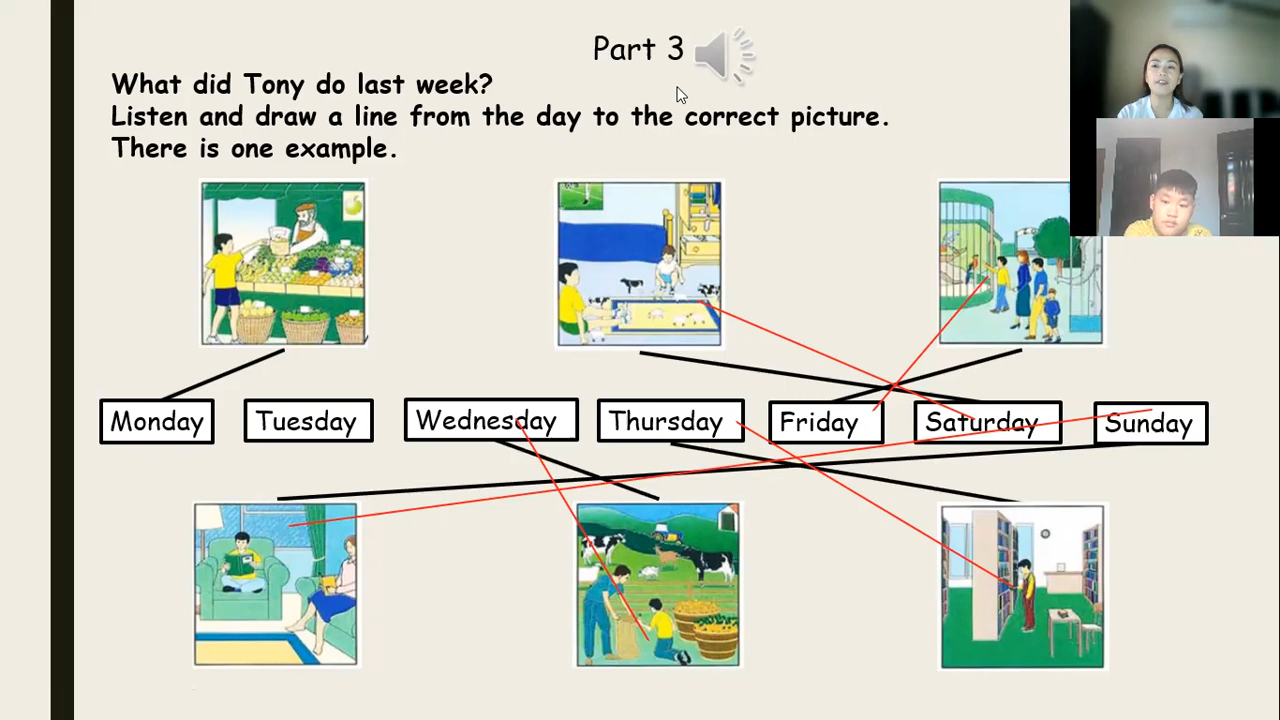 Part 3
What did Tony do last week?
Listen and draw a line from the day to the correct picture.
There is one example.
Monday
Tuesday
Wednesday
Thursday
Friday
Saturday
Sunday